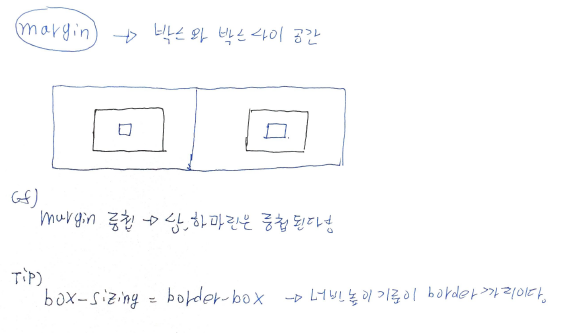 margin → 박스와 박스사이 공간
cf)
margin 중첩 → 상,하마진은 중첩된다.
TiP)
box-sizing = border-box → 너비높이 기준이 border까지이다.